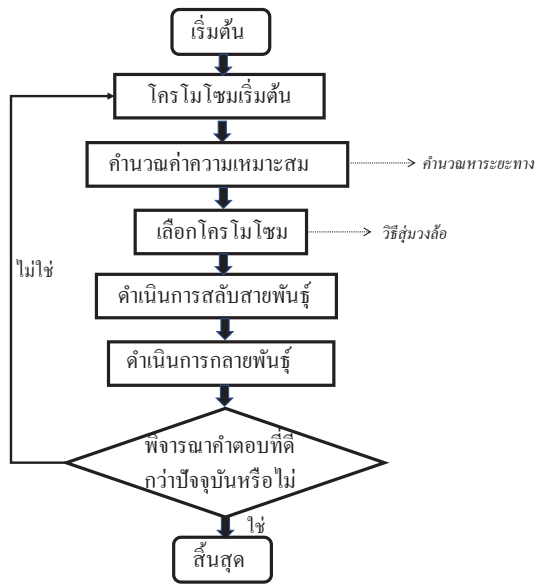 เริ่มต้น
โครโมโซมเริ่มต้น
คำนวณค่าความเหมาะสม
คำนวณหาระยะทาง
เลือกโครโมโซม
วิธีสุ่มวงล้อ
ไม่ใช่
ดำเนินการสลับสายพันธุ์
ดำเนินการกลายพันธุ์
พิจารณาคำตอบที่ดี
กว่าปัจจุบันหรือไม่
ใช่
สิ้นสุด